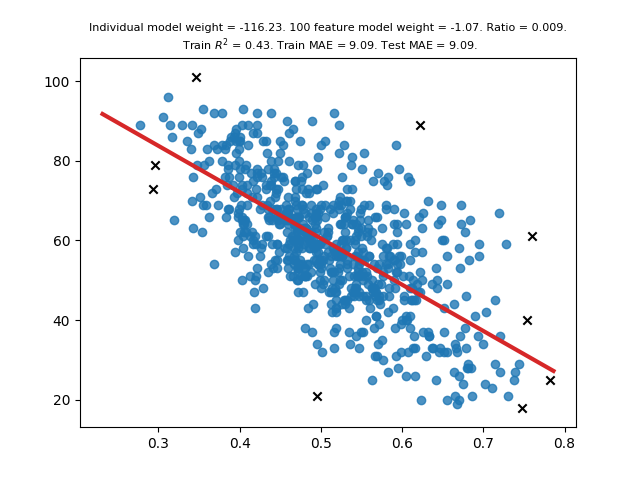 Individual model weight = -116.23. 100 feature model weight = -1.07. Ratio = 0.009.
Train R² = 0.43. Train MAE = 9.09. Test MAE = 9.09.
100
80
60
40
20
0.3 0.4 0.5 0.6 0.7 0.8